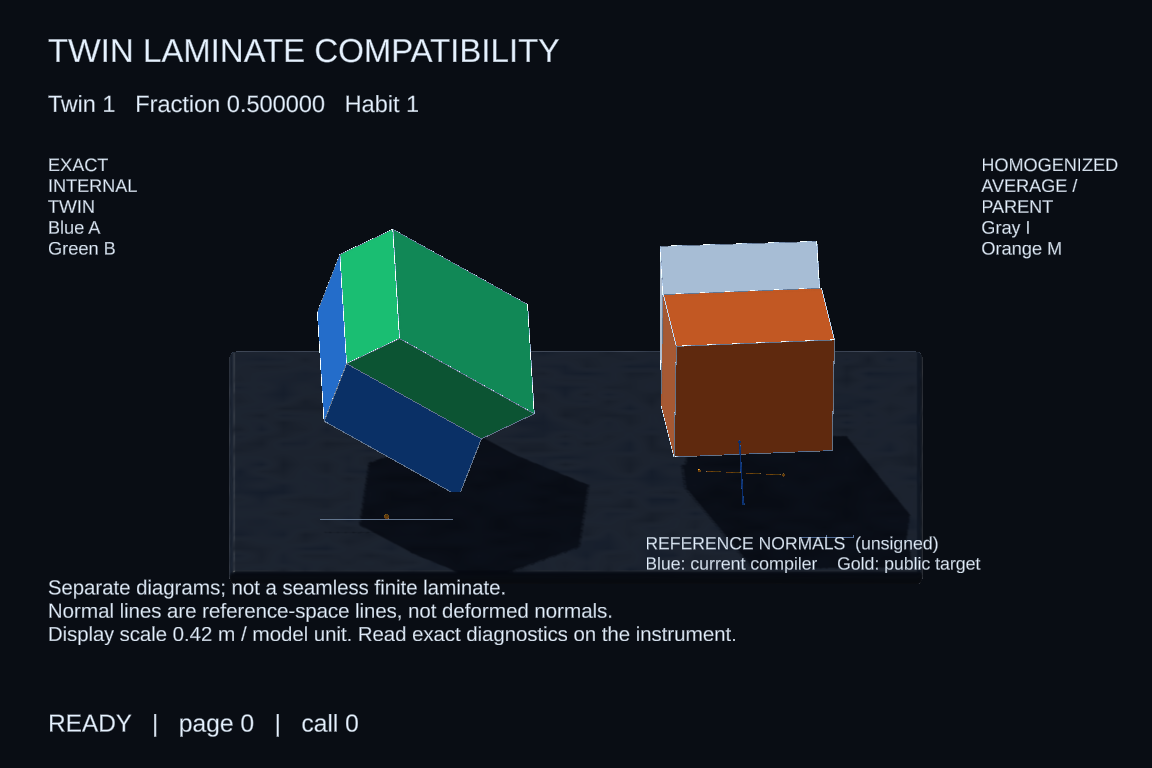 TWIN LAMINATE COMPATIBILITY
Twin 1   Fraction 0.500000   Habit 1
EXACT
INTERNAL
TWIN
Blue A
Green B
HOMOGENIZED
AVERAGE /
PARENT
Gray I
Orange M
REFERENCE NORMALS (unsigned)
Blue: current compiler   Gold: public target
Separate diagrams; not a seamless finite laminate.
Normal lines are reference-space lines, not deformed normals.
Display scale 0.42 m / model unit. Read exact diagnostics on the instrument.
READY   |   page 0   |   call 0